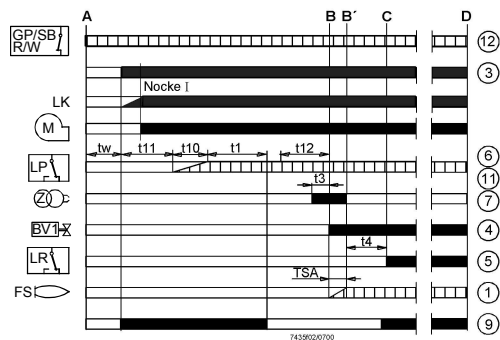 A B B´ C D
GP/SB
R/W
12
3
Nocke I
LK
M
tw t11 t10 t1 t12
LP
6
11
t3
Z
7
BV1
4
t4
LR
5
TSA
FS
1
9
7435f02/0700